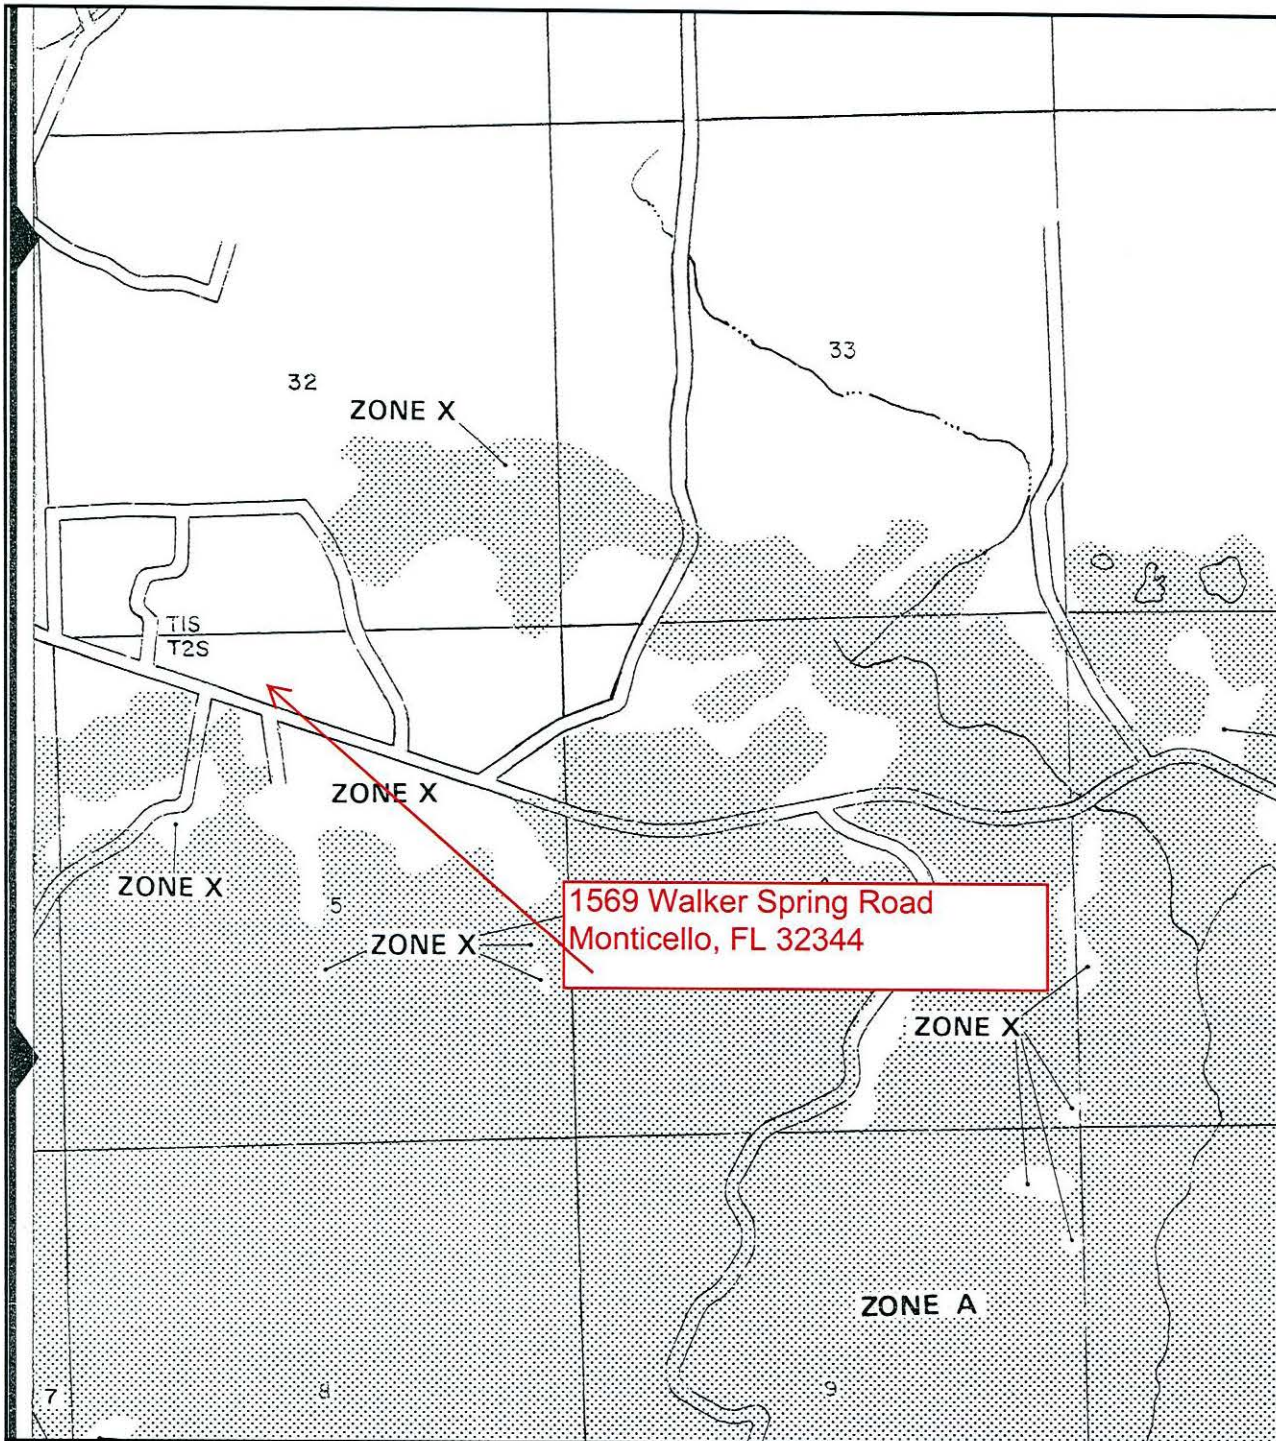 33
32
ZONE X
T1S
T2S
ZONE X
ZONE X
5
1569 Walker Spring Road
Monticello, FL 32344
ZONE X
ZONE X
ZONE A
7
8
9